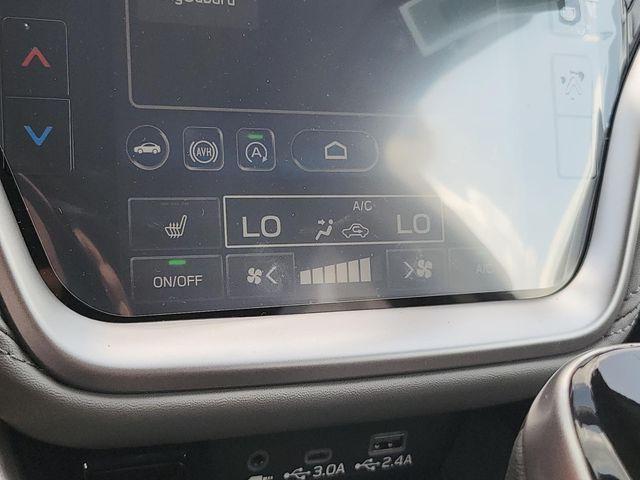 AVH
A
A/C
LO LO
ON/OFF
A/C
3.0A 2.4A